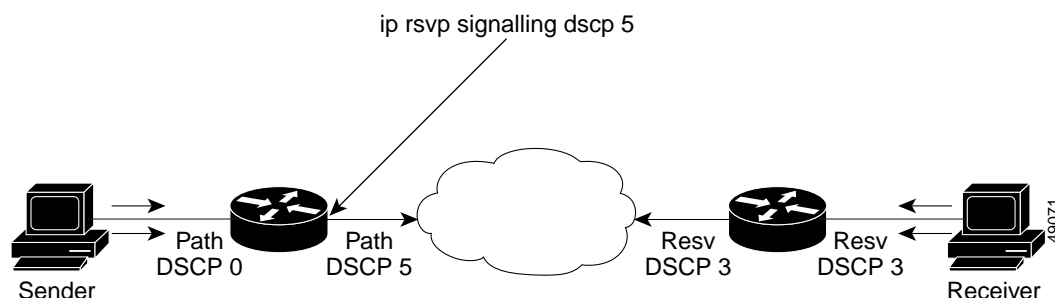 ip rsvp signalling dscp 5
Path
DSCP 0
Path
DSCP 5
Resv
DSCP 3
Resv
DSCP 3
Sender
Receiver
49071